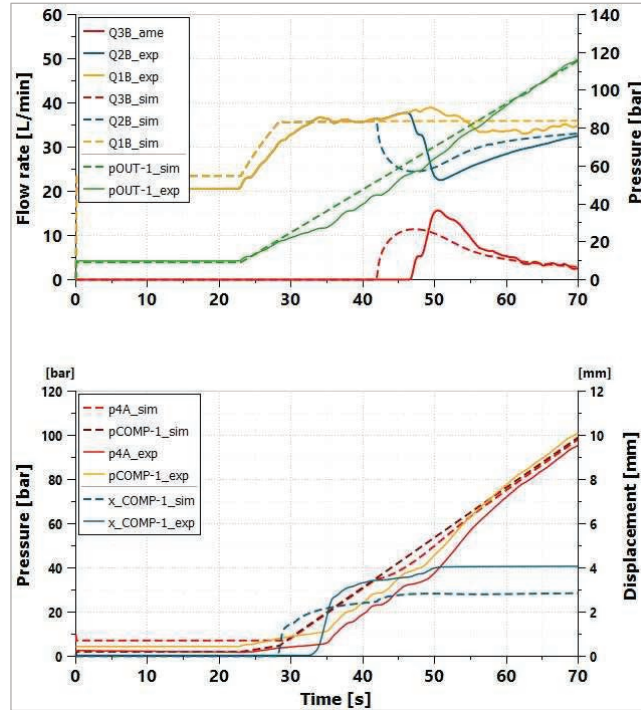 60
50
40
30
20
10
0
Flow rate [L/min]
Q3B_ame
Q2B_exp
Q1B_exp
Q3B_sim
Q2B_sim
Q1B_sim
pOUT-1_sim
pOUT-1_exp
140
120
100
80
60
40
20
0
Pressure [bar]
0 10 20 30 40 50 60 70
[bar] [mm]
120
100
80
60
40
20
0
Pressure [bar]
p4A_sim
pCOMP-1_sim
p4A_exp
pCOMP-1_exp
x_COMP-1_sim
x_COMP-1_exp
12
10
8
6
4
2
0
Displacement [mm]
0 10 20 30 40 50 60 70
Time [s]